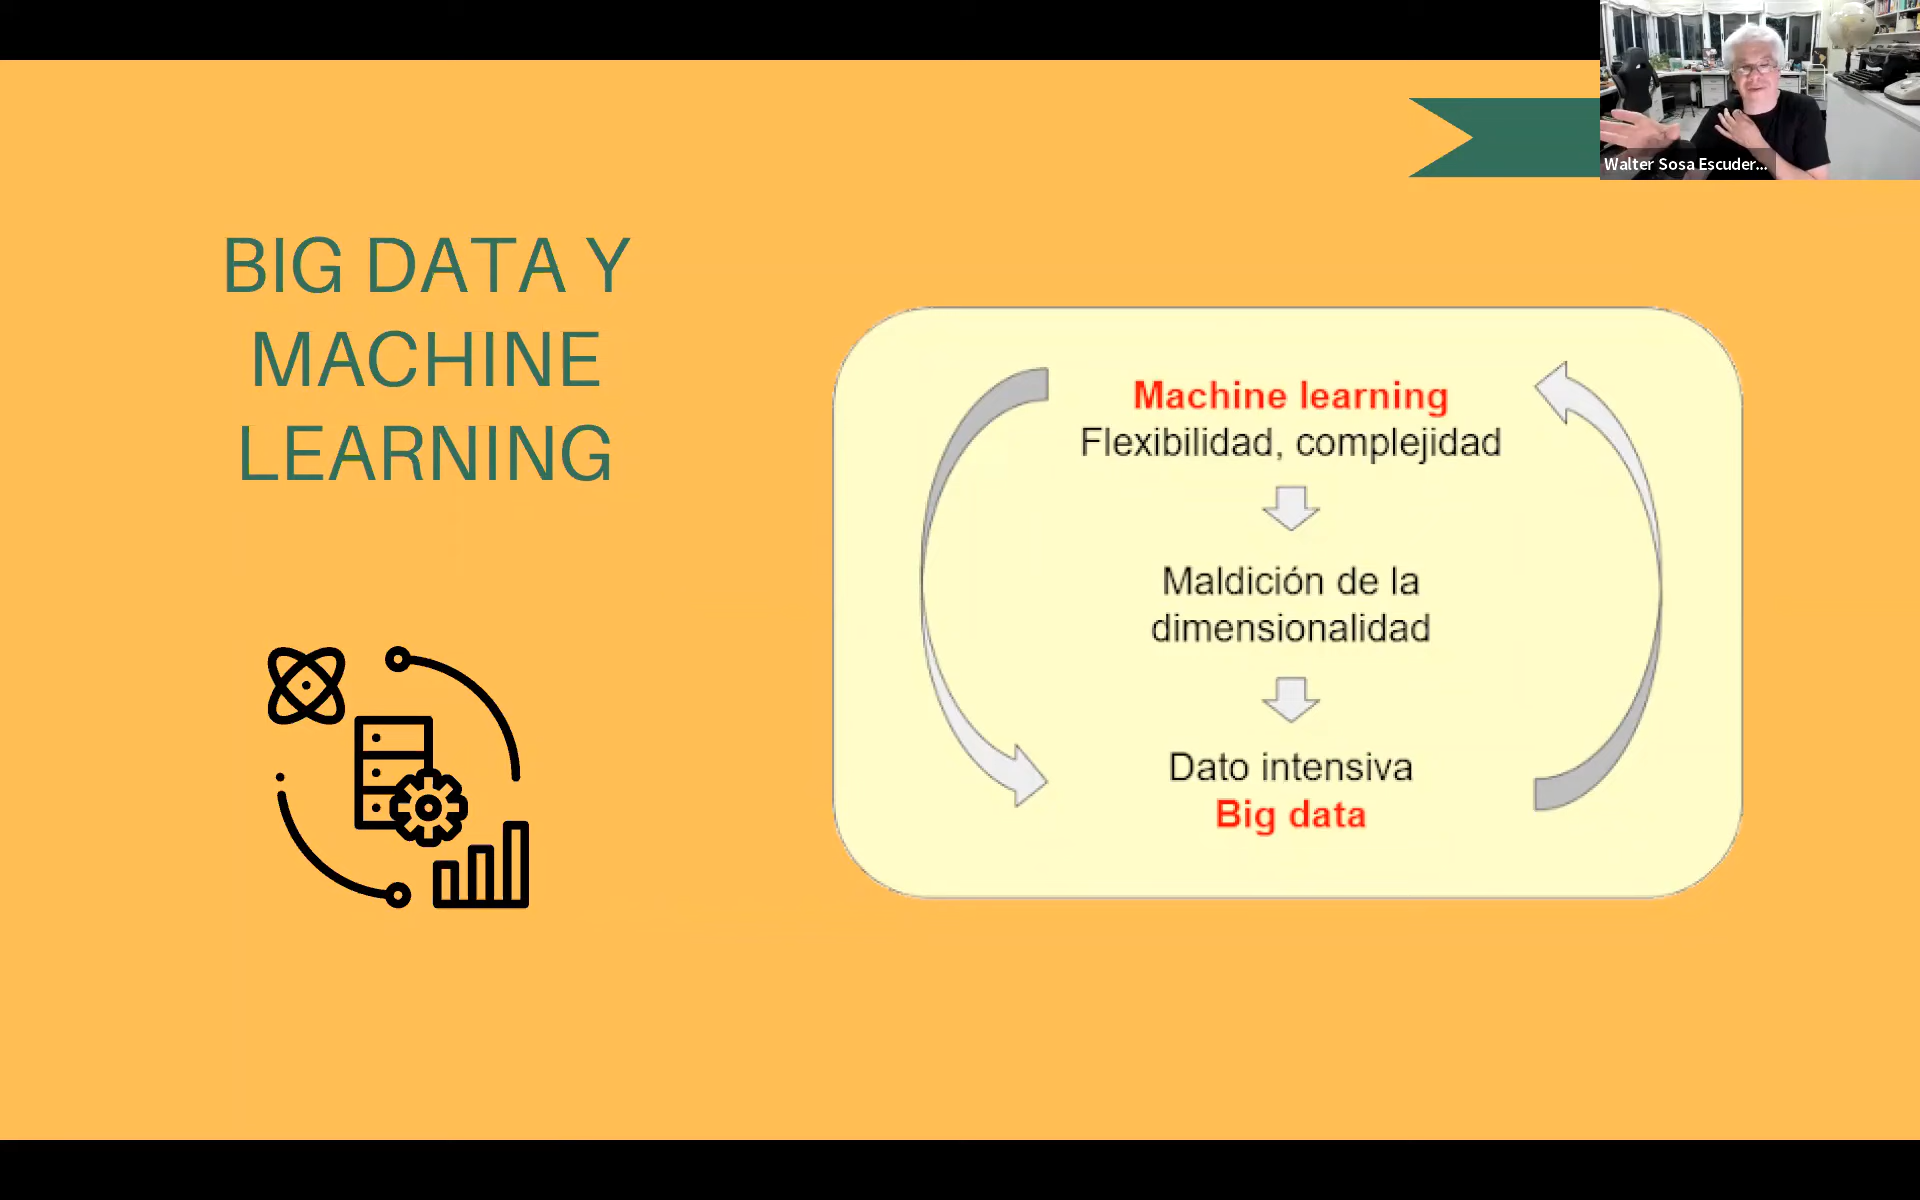 Walter Sosa Escuder...
BIG DATA Y
MACHINE
LEARNING
Machine learning
Flexibilidad, complejidad
Maldición de la
dimensionalidad
Dato intensiva
Big data